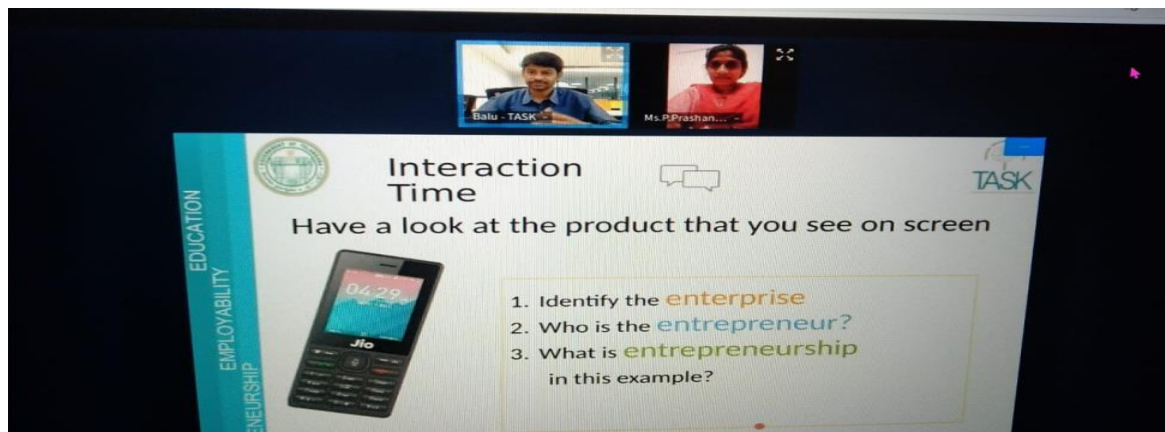 Balu - TASK
Ms.P.Prashan...
Interaction
Time
TASK
Have a look at the product that you see on screen
EDUCATION
EMPLOYABILITY
NEURSHIP
04:29
Jio
1. Identify the enterprise
2. Who is the entrepreneur?
3. What is entrepreneurship
in this example?